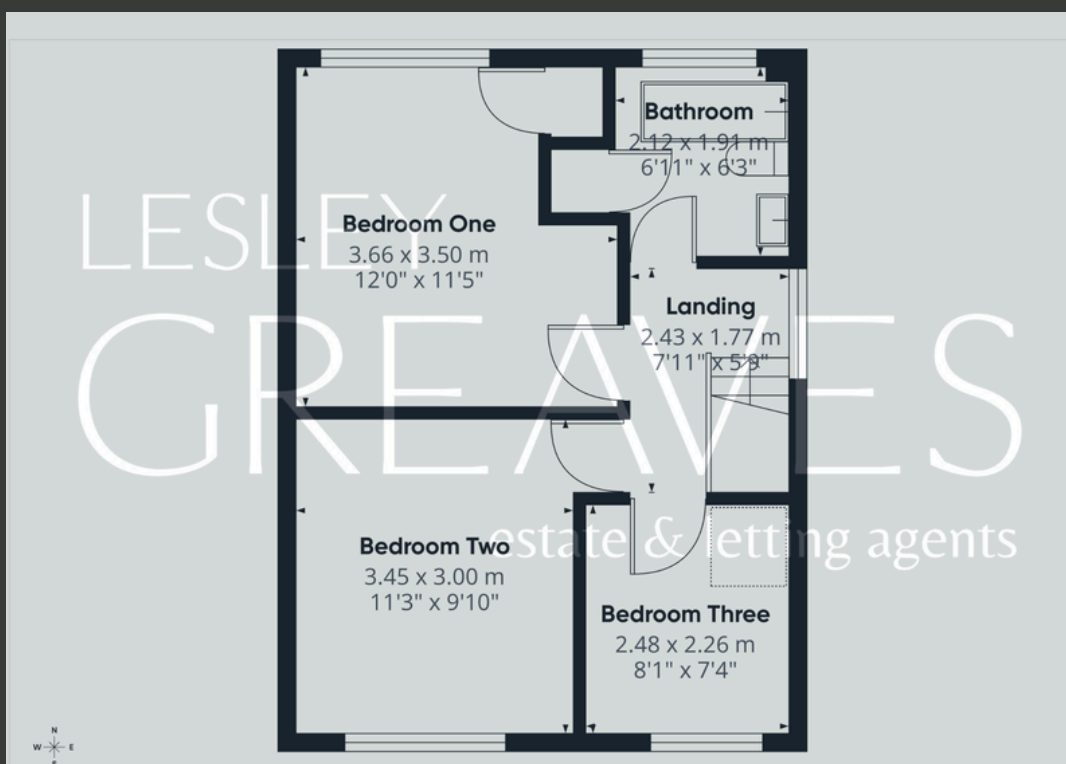 Bathroom
2.12 x 1.91 m
6'11" x 6'3"
LESLEY
Bedroom One
3.66 x 3.50 m
12'0" x 11'5"
Landing
2.43 x 1.77 m
7'11" x 5'9"
GREAVES
estate & letting agents
Bedroom Two
3.45 x 3.00 m
11'3" x 9'10"
Bedroom Three
2.48 x 2.26 m
8'1" x 7'4"
N
W E
S